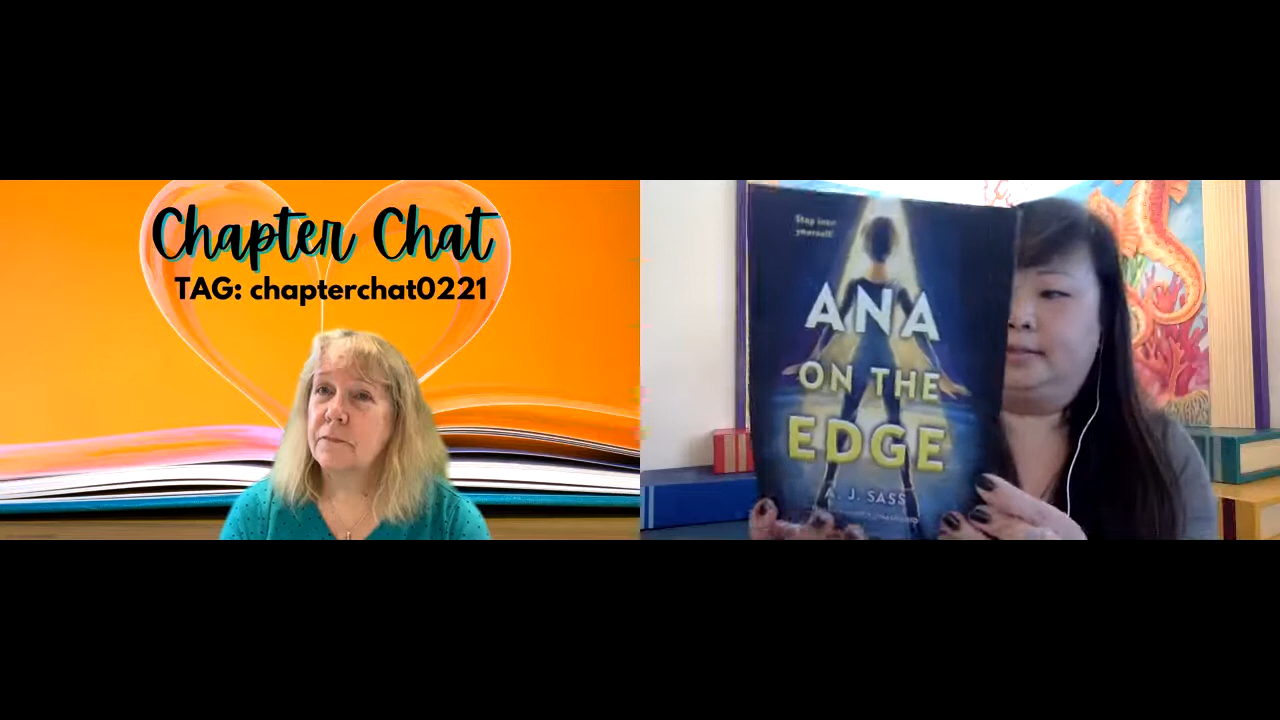 Chapter Chat
TAG: chapterchat0221
Step into
yourself.
ANA
ON THE
EDGE
A. J. SASS